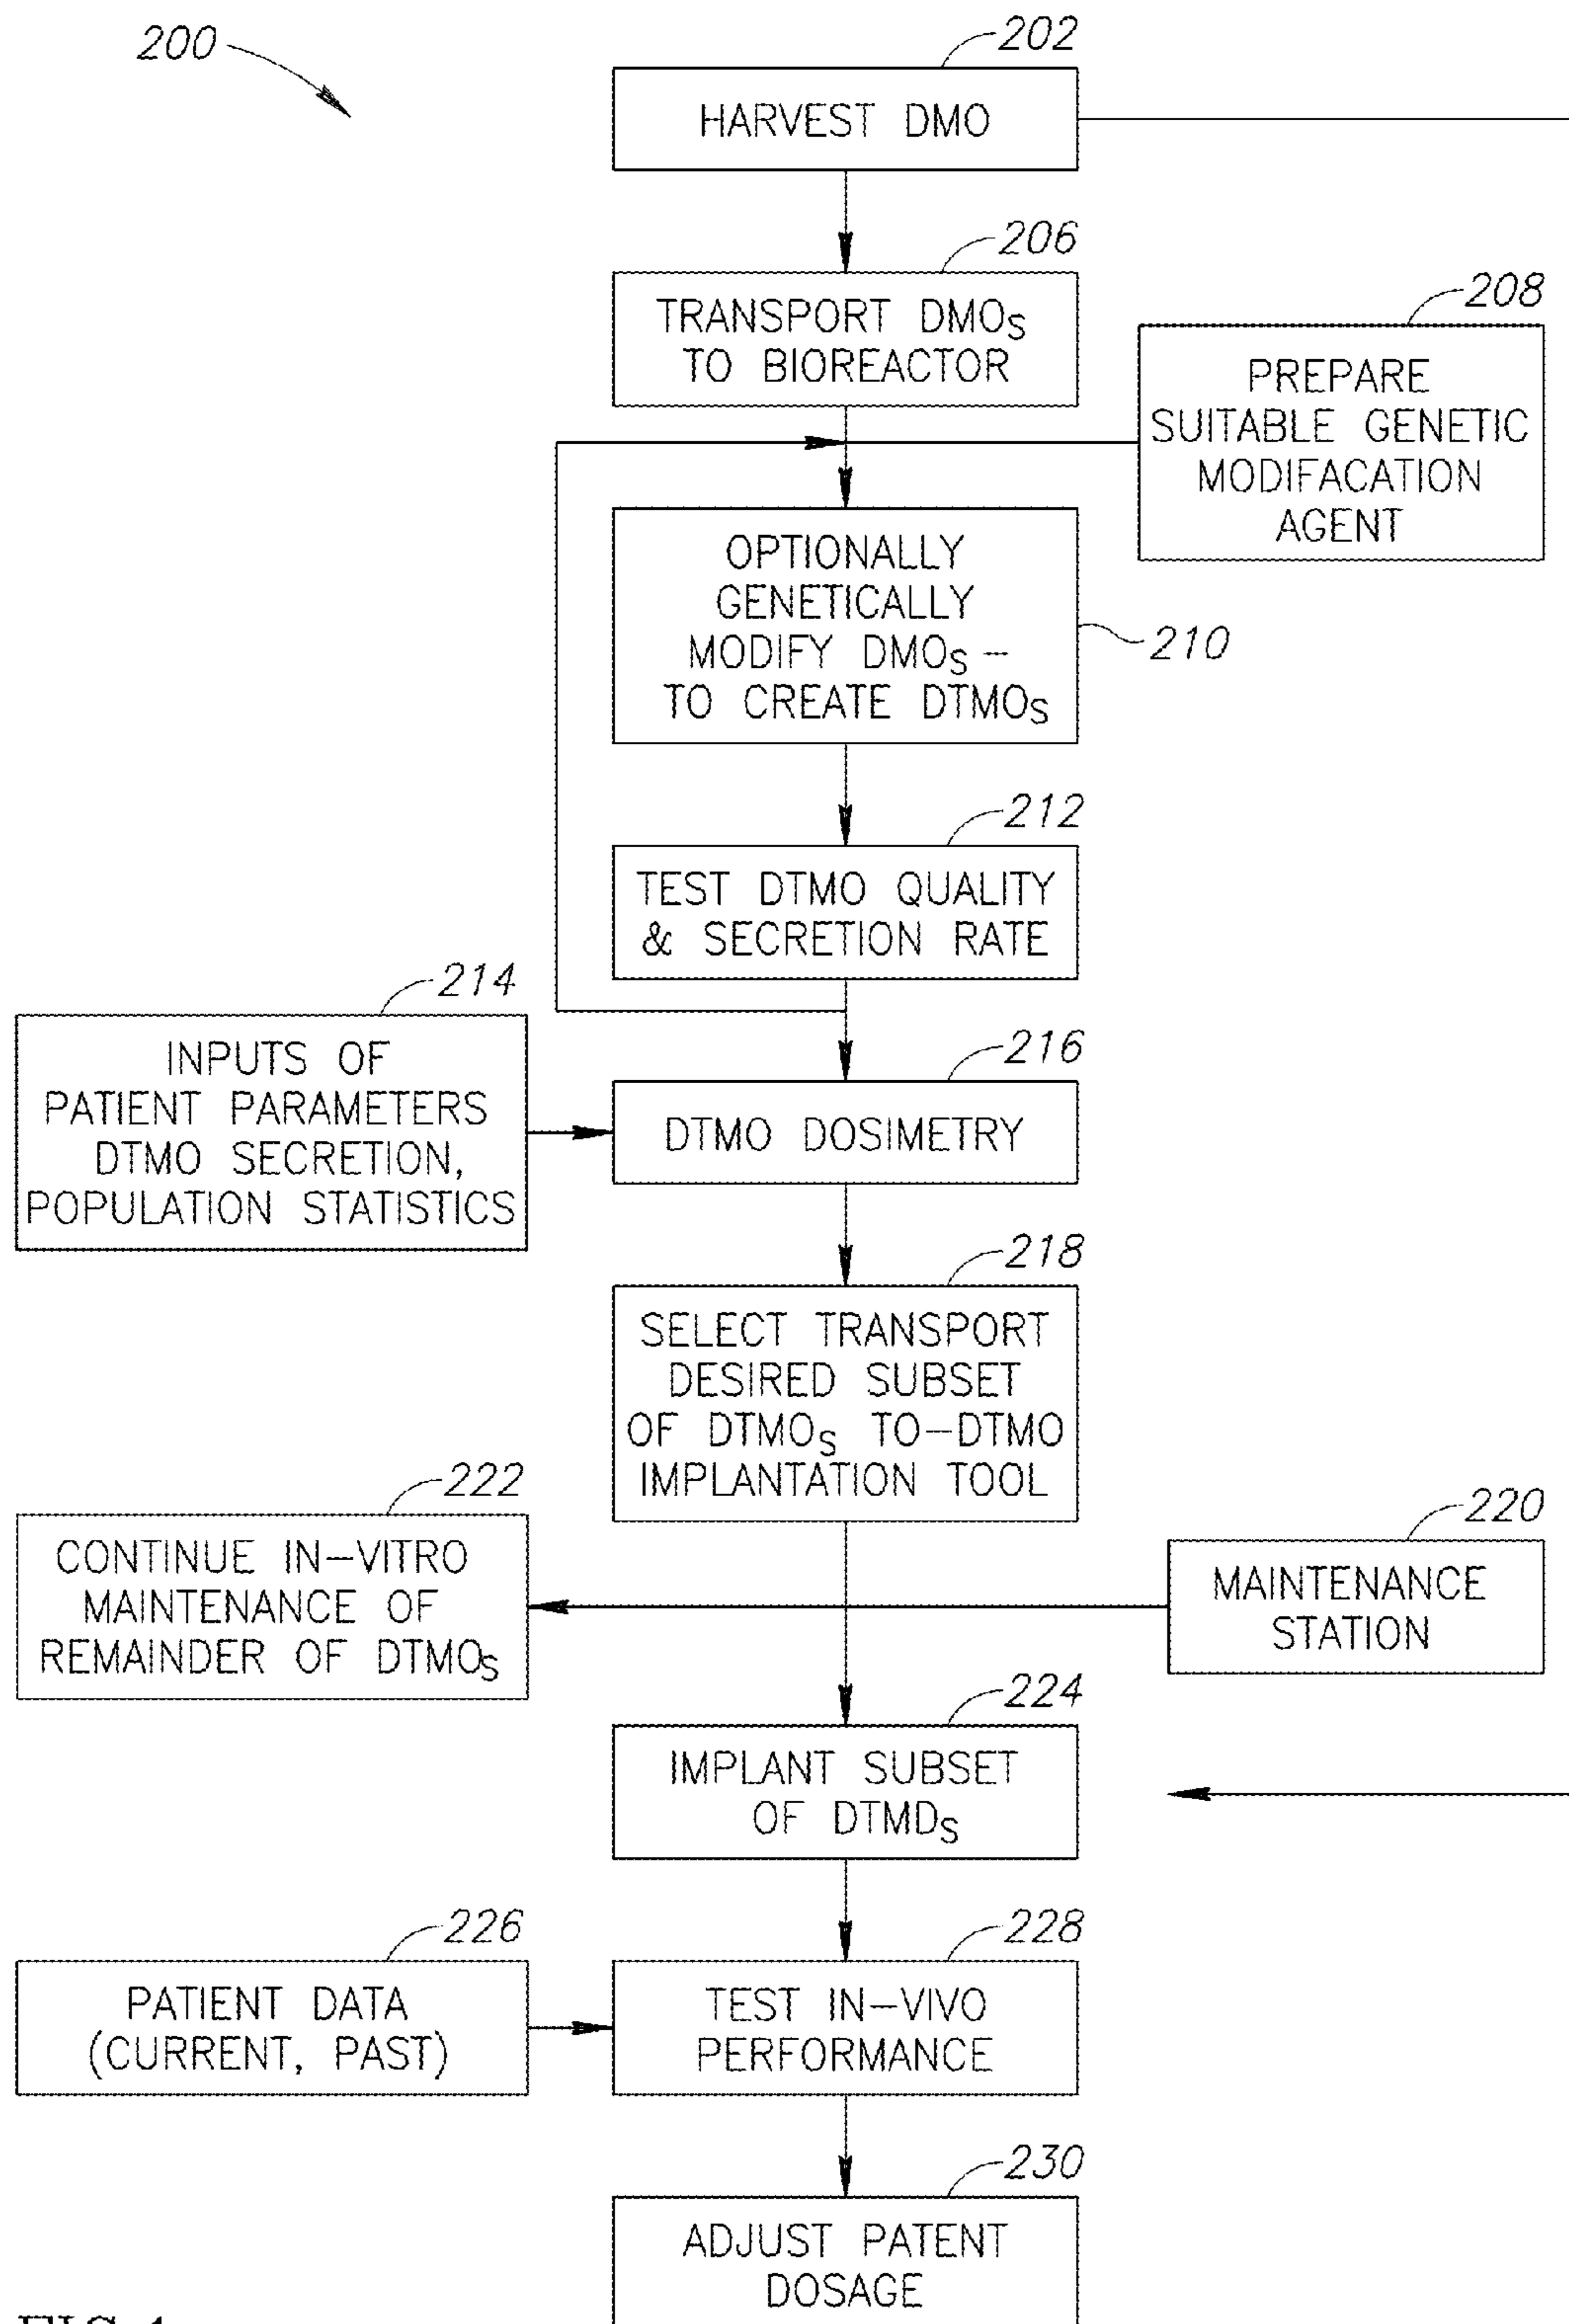 200
202
HARVEST DMO
206
TRANSPORT DMOs
TO BIOREACTOR
208
PREPARE
SUITABLE GENETIC
MODIFACATION
AGENT
OPTIONALLY
GENETICALLY
MODIFY DMOs –
TO CREATE DTMOs
210
212
TEST DTMO QUALITY
& SECRETION RATE
214
INPUTS OF
PATIENT PARAMETERS
DTMO SECRETION,
POPULATION STATISTICS
216
DTMO DOSIMETRY
218
SELECT TRANSPORT
DESIRED SUBSET
OF DTMOs TO–DTMO
IMPLANTATION TOOL
222
CONTINUE IN–VITRO
MAINTENANCE OF
REMAINDER OF DTMOs
220
MAINTENANCE
STATION
224
IMPLANT SUBSET
OF DTMDs
226
PATIENT DATA
(CURRENT, PAST)
228
TEST IN–VIVO
PERFORMANCE
230
ADJUST PATENT
DOSAGE